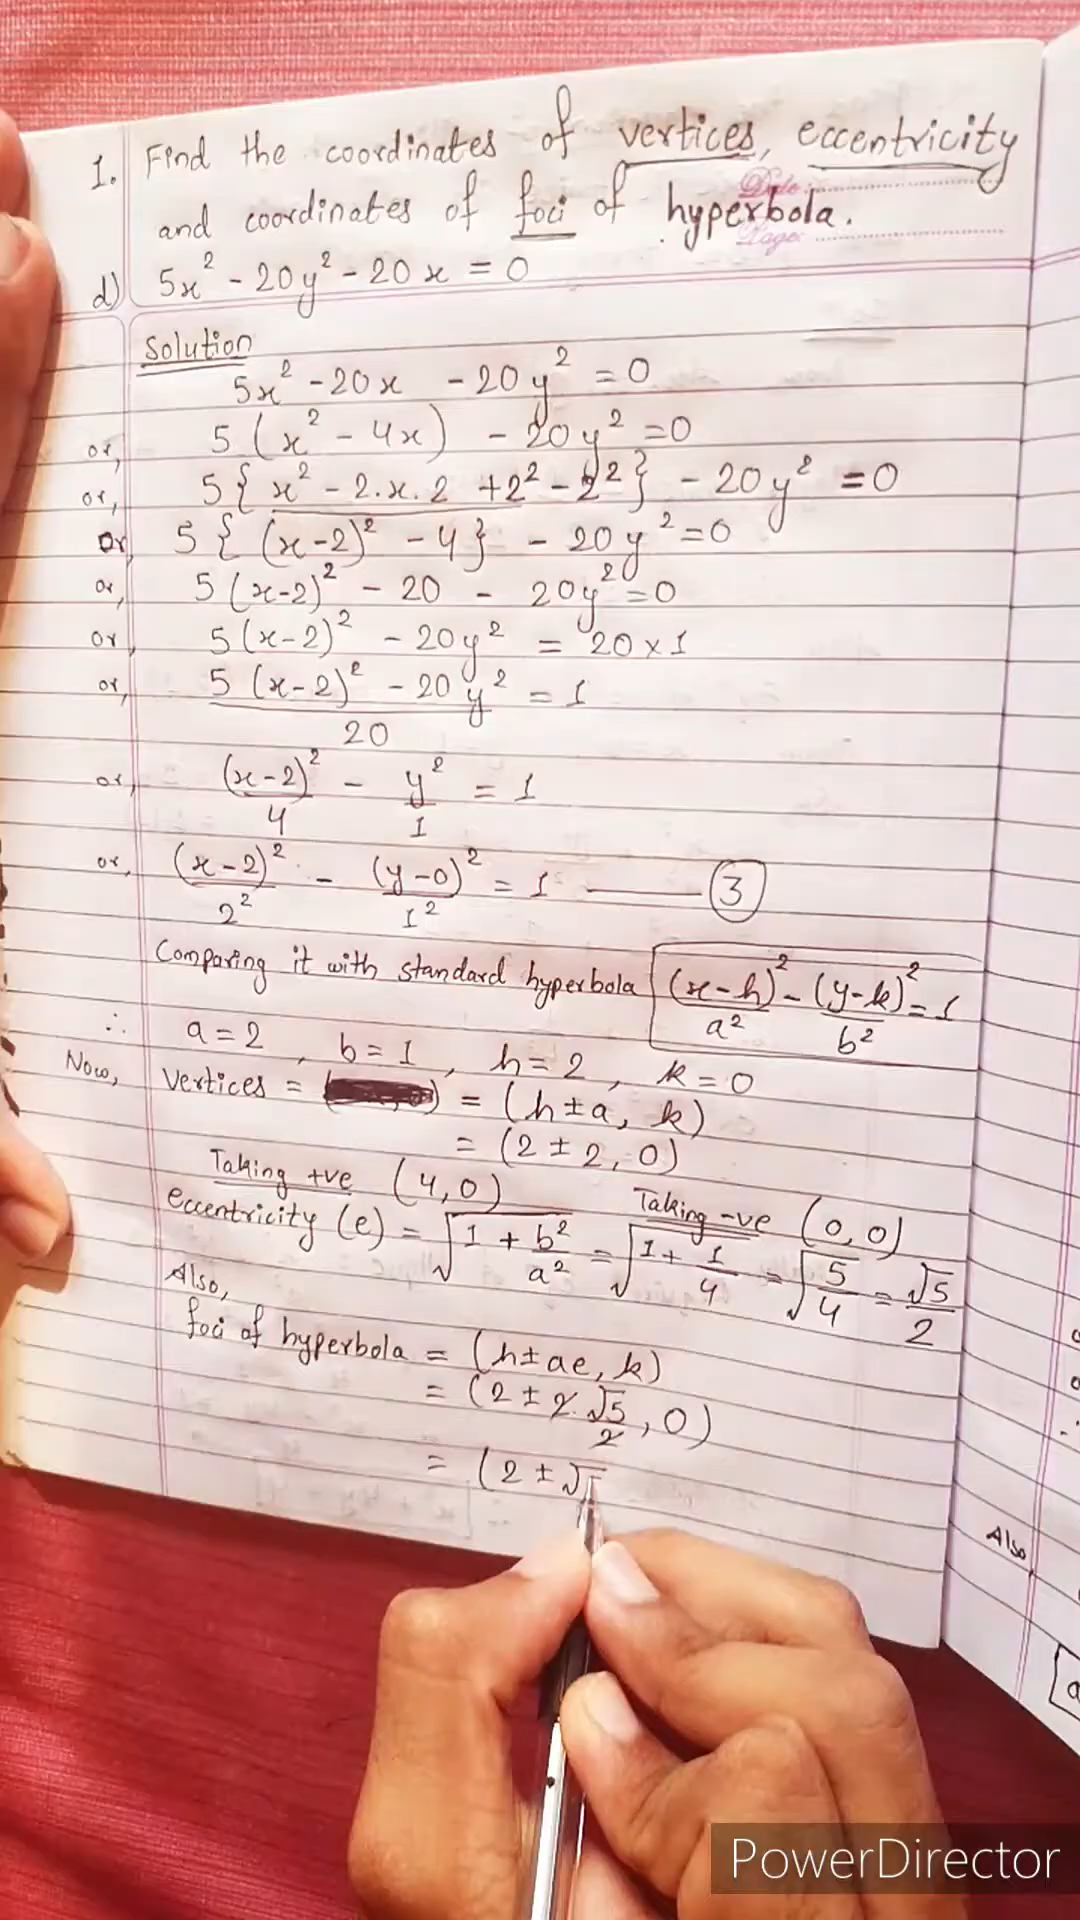 1. Find the coordinates of vertices, eccentricity
Date:
and coordinates of foci of hyperbola.
Page:
d) 5x² - 20y² - 20x = 0
Solution
5x² - 20x - 20y² = 0
or, 5(x² - 4x) - 20y² = 0
or, 5{x² - 2.x.2 + 2² - 2²} - 20y² = 0
or, 5{(x-2)² - 4} - 20y² = 0
or, 5(x-2)² - 20 - 20y² = 0
or, 5(x-2)² - 20y² = 20 × 1
or, 5(x-2)² - 20y² / 20 = 1
or, (x-2)²/4 - y²/1 = 1
or, (x-2)²/2² - (y-0)²/1² = 1 ——— ③
Comparing it with standard hyperbola (x-h)²/a² - (y-k)²/b² = 1
∴ a = 2, b = 1, h = 2, k = 0
Now, Vertices = = (h±a, k)
= (2 ± 2, 0)
Taking +ve (4, 0) Taking -ve (0, 0)
eccentricity (e) = √(1 + b²/a²) = √(1 + 1/4) = √(5/4) = √5/2
Also,
foci of hyperbola = (h±ae, k)
= (2 ± 2.√5/2, 0)
= (2 ± √
Also
PowerDirector